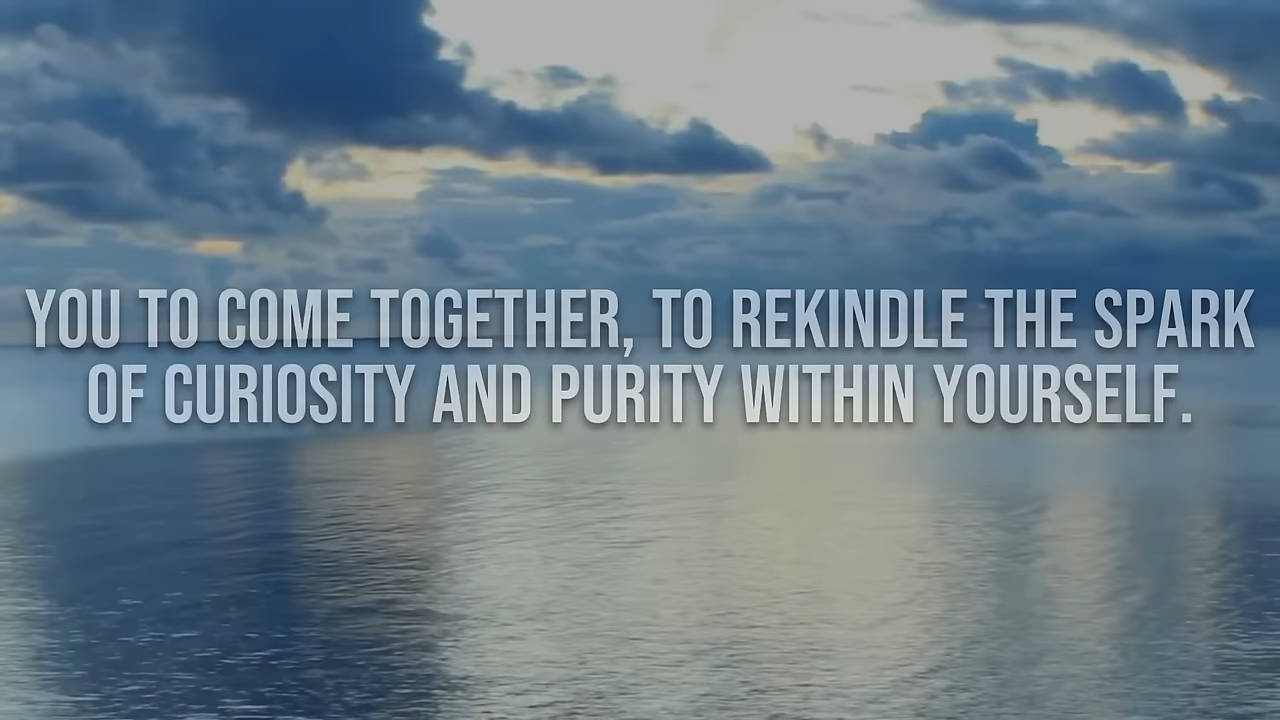 YOU TO COME TOGETHER, TO REKINDLE THE SPARK
OF CURIOSITY AND PURITY WITHIN YOURSELF.